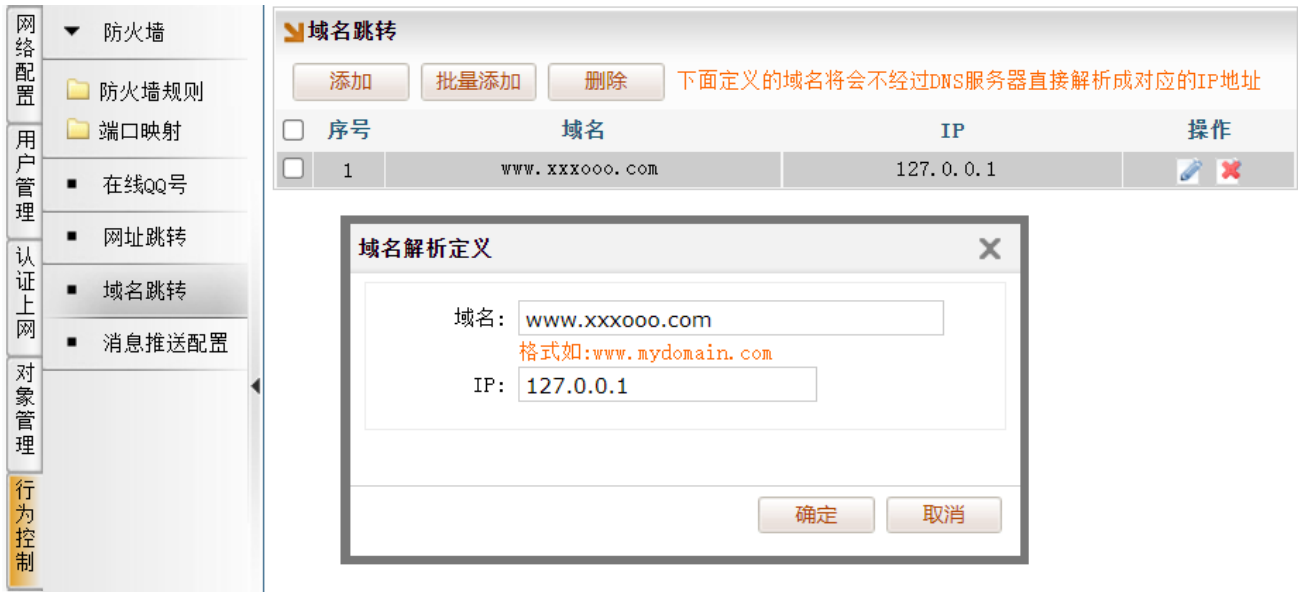 网络配置
用户管理
认证上网
对象管理
行为控制
防火墙
防火墙规则
端口映射
在线QQ号
网址跳转
域名跳转
消息推送配置
域名跳转
添加 批量添加 删除 下面定义的域名将会不经过DNS服务器直接解析成对应的IP地址
序号 域名 IP 操作
1 www.xxxooo.com 127.0.0.1
域名解析定义
域名: www.xxxooo.com
格式如:www.mydomain.com
IP: 127.0.0.1
确定 取消